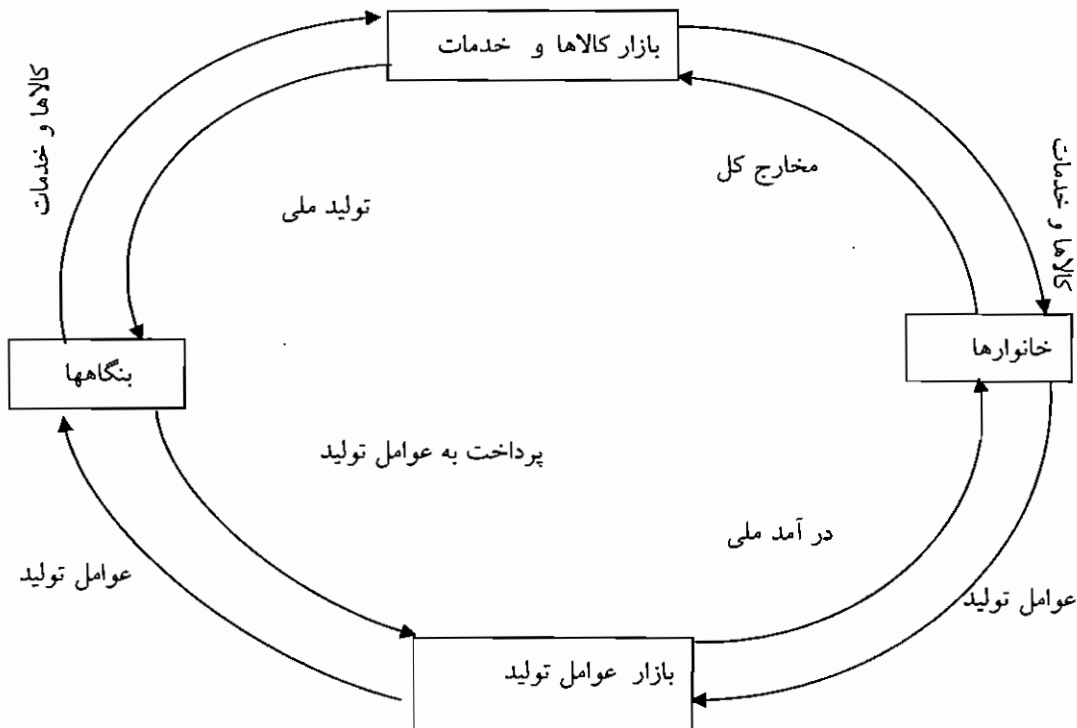 بازار کالاها و خدمات
کالاها و خدمات
کالاها و خدمات
مخارج کل
تولید ملی
خانوارها
بنگاهها
پرداخت به عوامل تولید
در آمد ملی
عوامل تولید
عوامل تولید
بازار عوامل تولید